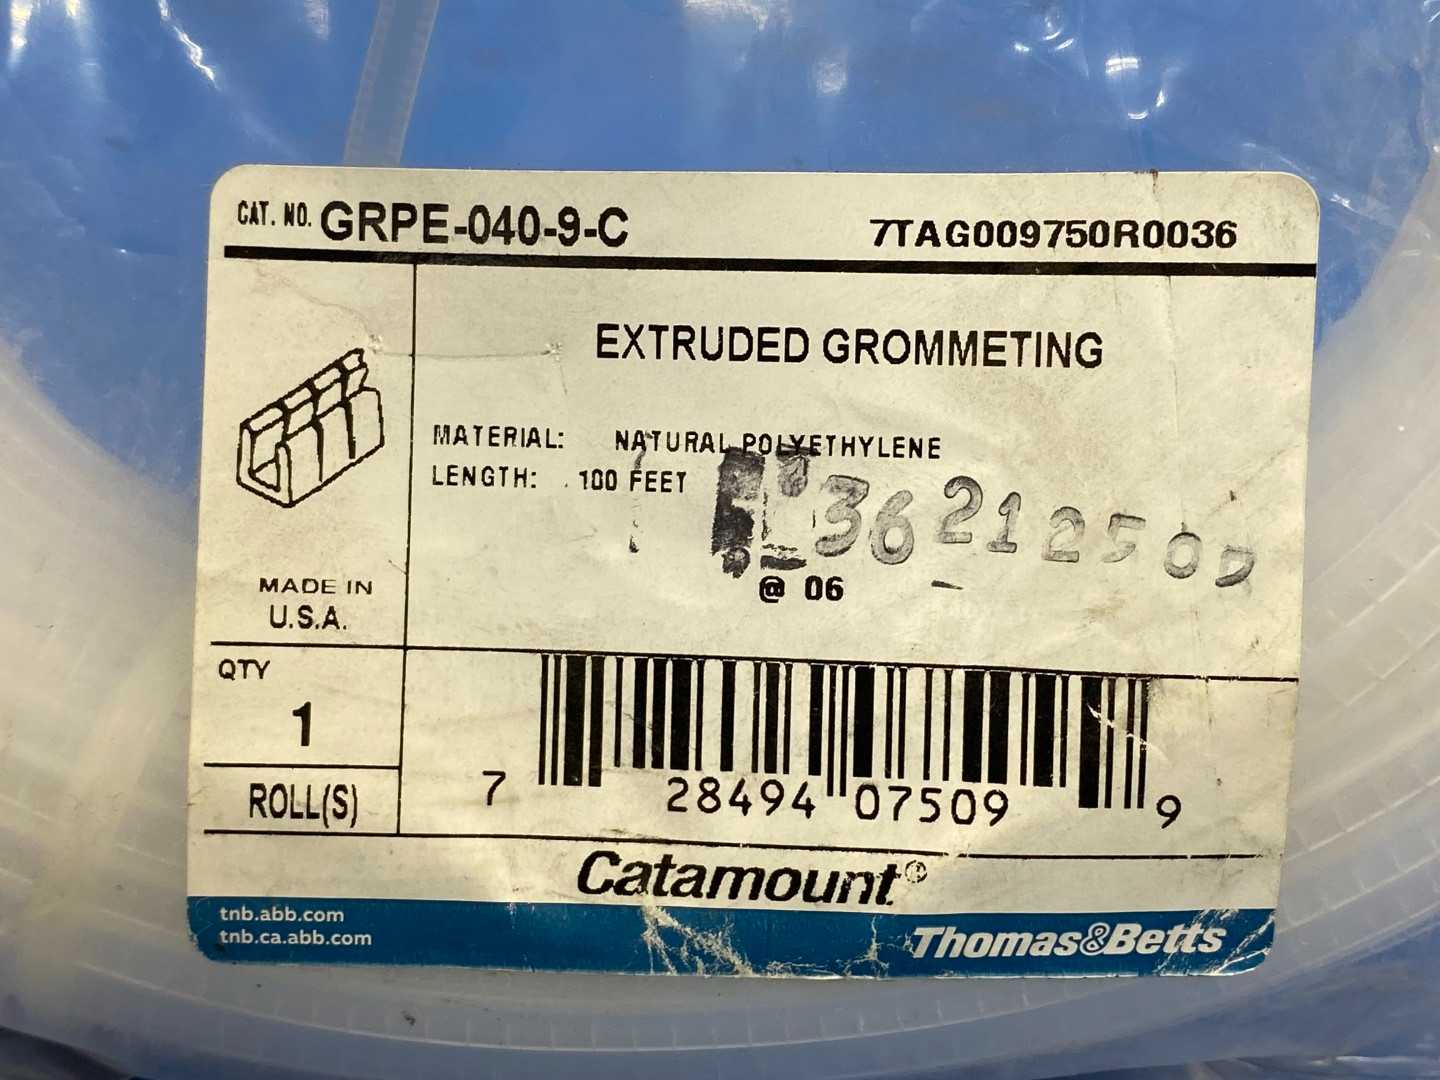 CAT. NO. GRPE-040-9-C 7TAG009750R0036
EXTRUDED GROMMETING
MATERIAL: NATURAL POLYETHYLENE
LENGTH: 100 FEET
36212500
@ 06
MADE IN
U.S.A.
QTY
1
ROLL(S)
7 28494 07509 9
Catamount®
tnb.abb.com
tnb.ca.abb.com
Thomas&Betts